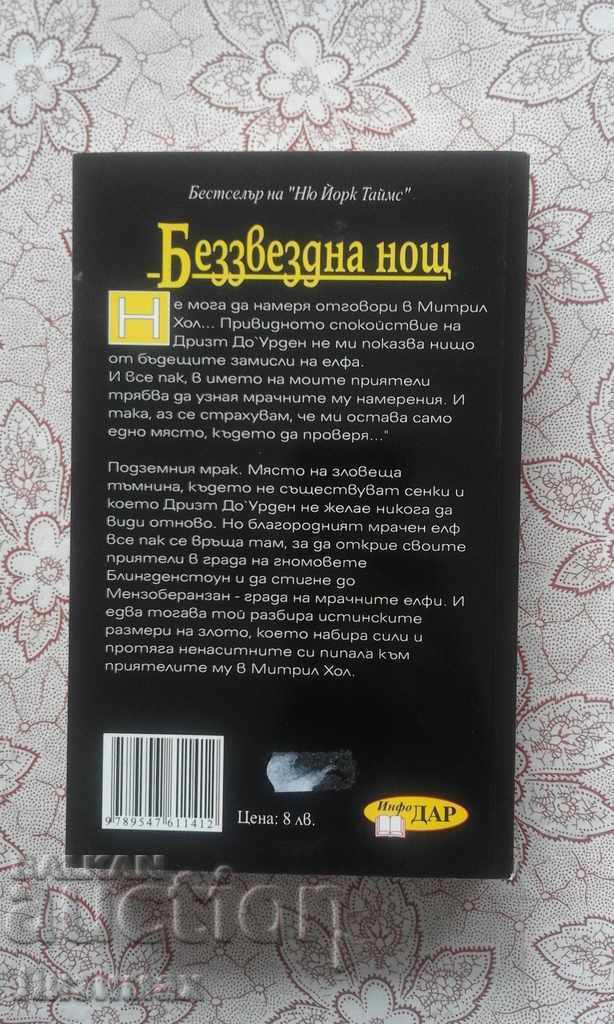 Бестселър на "Ню Йорк Таймс"
Беззвездна нощ
Не мога да намеря отговори в Митрил
Хол... Привидното спокойствие на
Дризт До`Урден не ми показва нищо
от бъдещите замисли на елфа.
И все пак, в името на моите приятели
трябва да узная мрачните му намерения. И
така, аз се страхувам, че ми остава само
едно място, където да проверя..."
Подземния мрак. Място на зловеща
тъмнина, където не съществуват сенки и
което Дризт До`Урден не желае никога да
види отново. Но благородният мрачен елф
все пак се връща там, за да открие своите
приятели в града на гномовете
Блингденстоун и да стигне до
Мензоберанзан - града на мрачните елфи. И
едва тогава той разбира истинските
размери на злото, което набира сили и
протяга ненаситните си пипала към
приятелите му в Митрил Хол.
9789547611412
Цена: 8 лв.
Инфо ДАР
BALKAN
auction